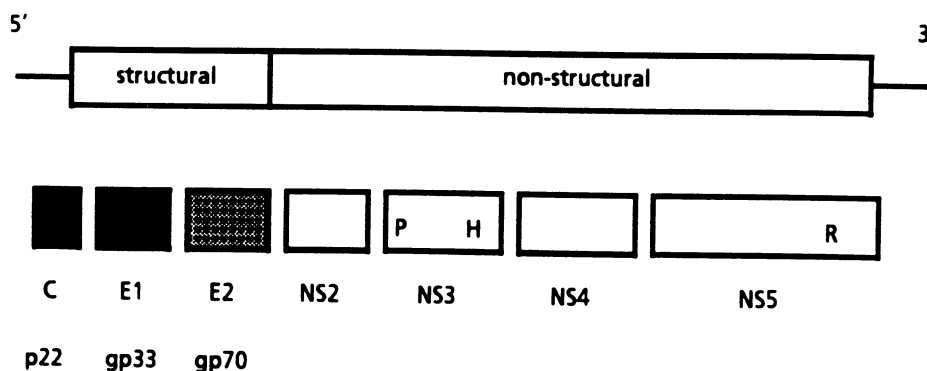 5' 3
structural non-structural
P H R
C E1 E2 NS2 NS3 NS4 NS5
p22 gp33 gp70